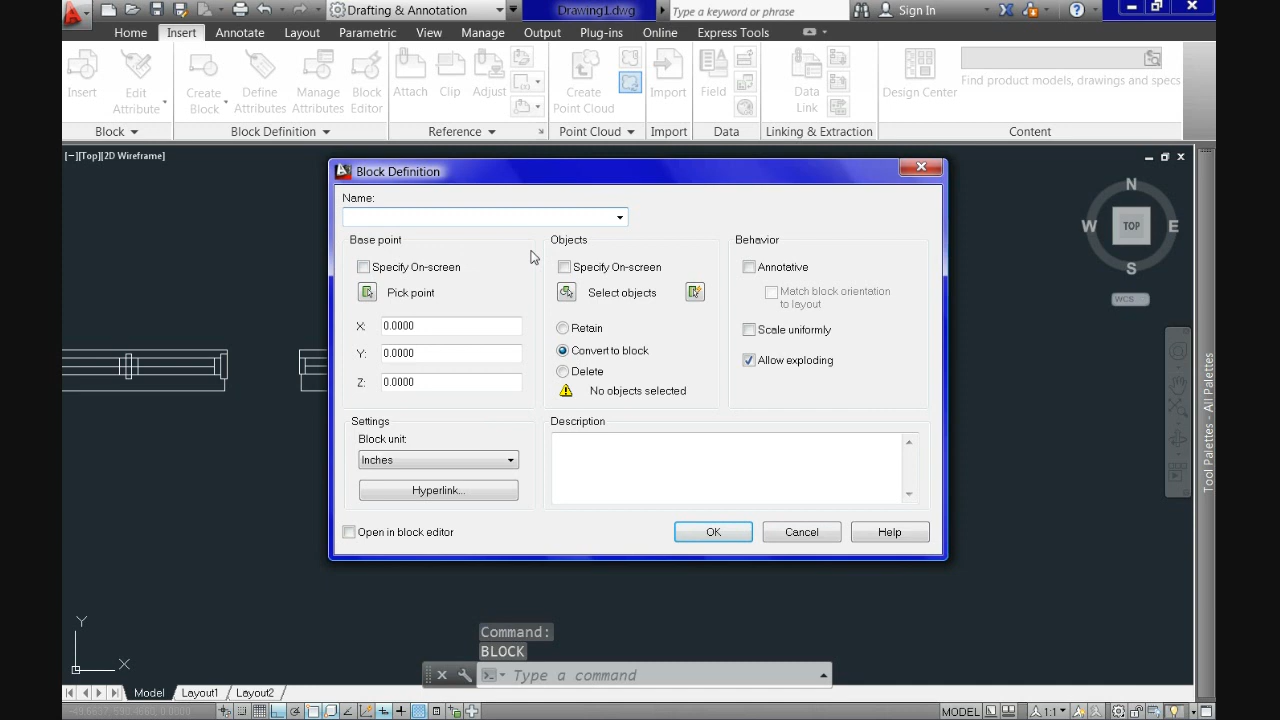 Drafting & Annotation
Drawing1.dwg
Type a keyword or phrase
Sign In
Home Insert Annotate Layout Parametric View Manage Output Plug-ins Online Express Tools
Insert
Edit Attribute
Create Block
Define Attributes
Manage Attributes
Block Editor
Attach
Clip
Adjust
Create Point Cloud
Import
Field
Data Link
Design Center
Find product models, drawings and specs
Block
Block Definition
Reference
Point Cloud
Import
Data
Linking & Extraction
Content
[−][Top][2D Wireframe]
Block Definition
Name:
Base point
Specify On-screen
Pick point
X: 0.0000
Y: 0.0000
Z: 0.0000
Objects
Specify On-screen
Select objects
Retain
Convert to block
Delete
No objects selected
Behavior
Annotative
Match block orientation
to layout
Scale uniformly
Allow exploding
Settings
Block unit:
Inches
Hyperlink...
Description
Open in block editor
OK
Cancel
Help
N
W
TOP
E
S
WCS
Tool Palettes - All Palettes
Y
X
Command:
BLOCK
Type a command
Model Layout1 Layout2
MODEL
1:1